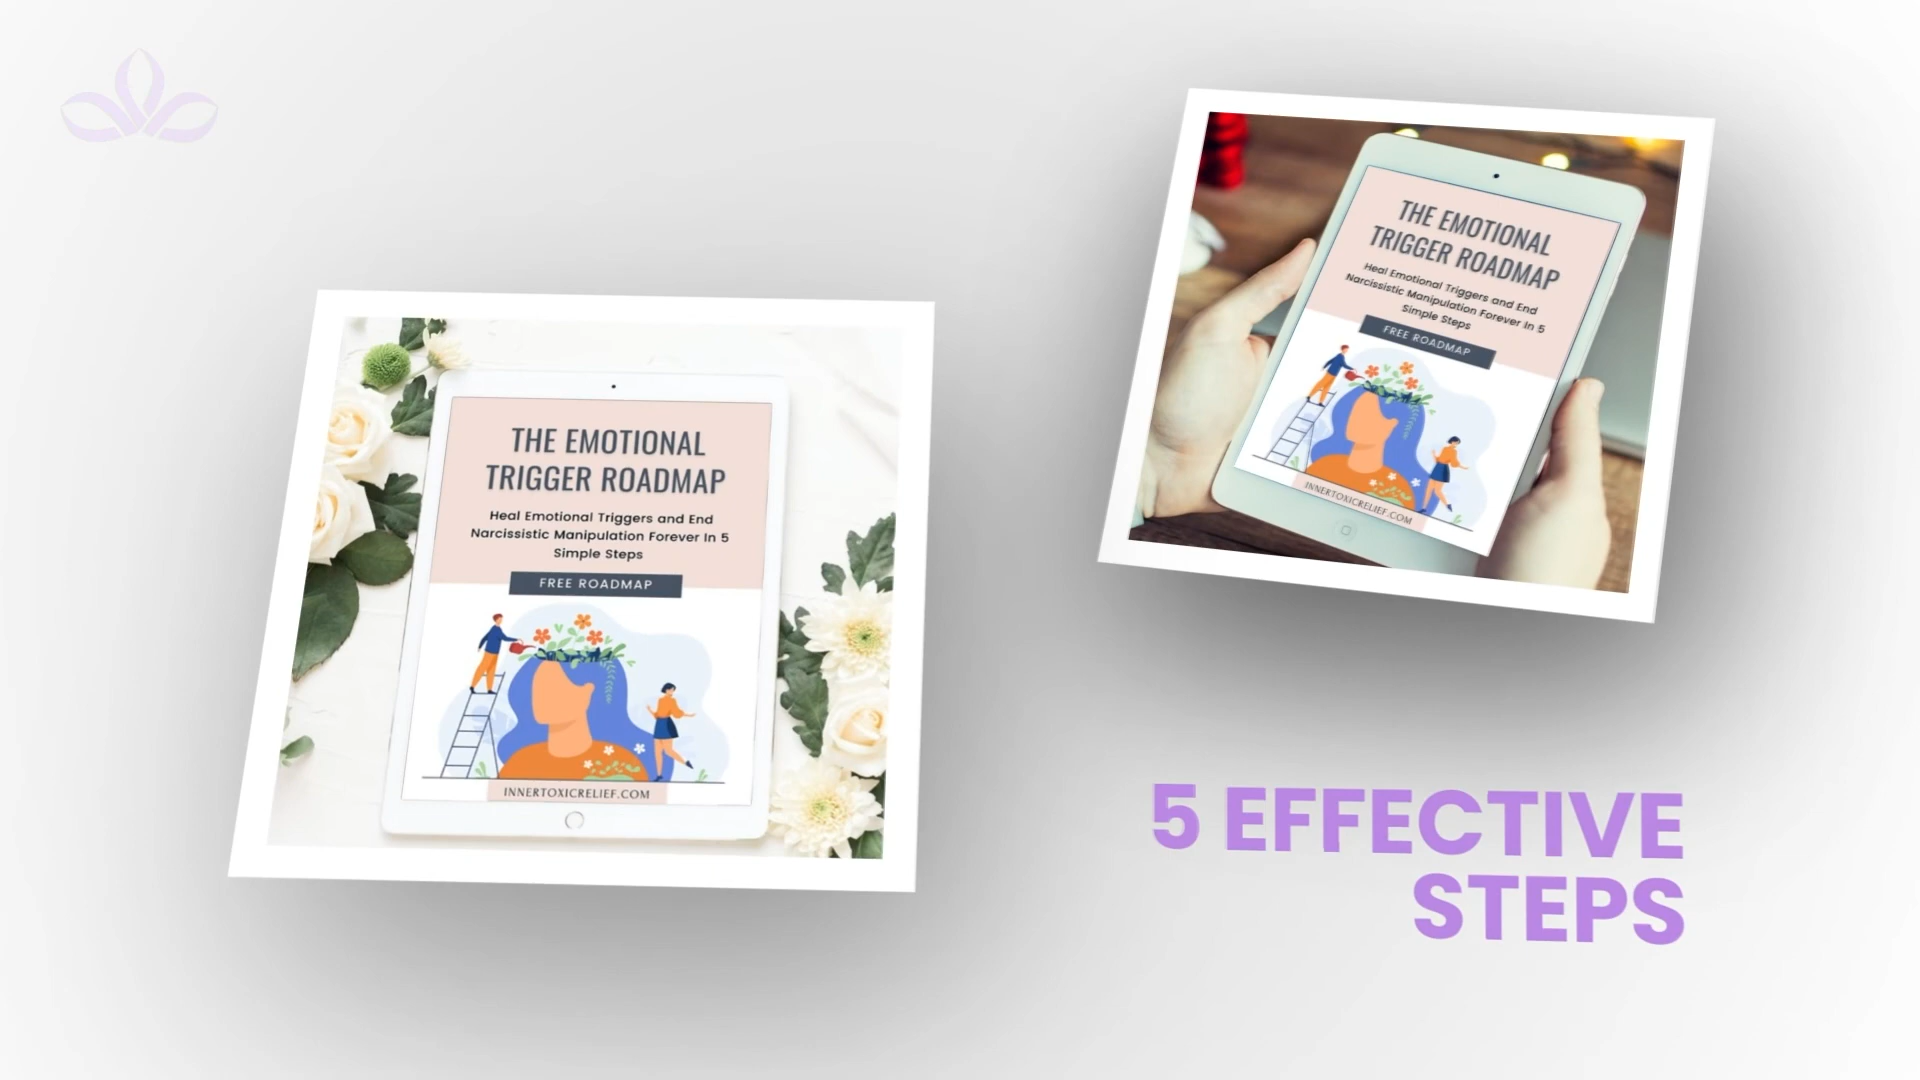 THE EMOTIONAL
TRIGGER ROADMAP
Heal Emotional Triggers and End
Narcissistic Manipulation Forever In 5
Simple Steps
FREE ROADMAP
INNERTOXICRELIEF.COM
THE EMOTIONAL
TRIGGER ROADMAP
Heal Emotional Triggers and End
Narcissistic Manipulation Forever In 5
Simple Steps
FREE ROADMAP
INNERTOXICRELIEF.COM
5 EFFECTIVE
STEPS